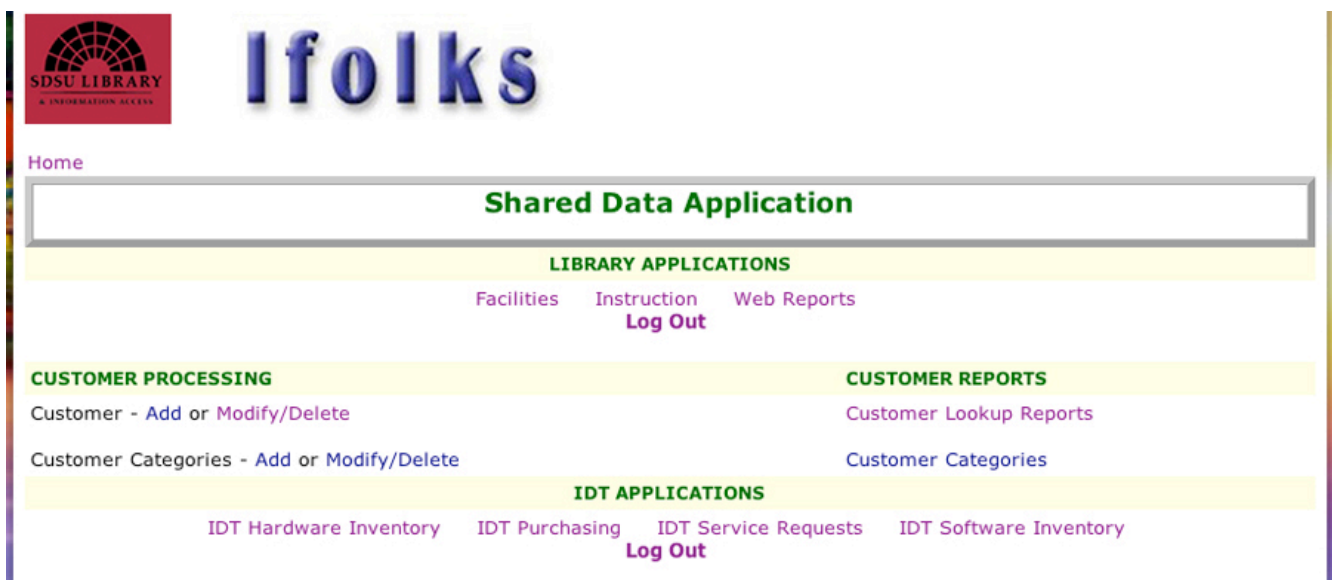 SDSU LIBRARY
& INFORMATION ACCESS
Ifolks
Home
Shared Data Application
LIBRARY APPLICATIONS
Facilities Instruction Web Reports
Log Out
CUSTOMER PROCESSING CUSTOMER REPORTS
Customer - Add or Modify/Delete Customer Lookup Reports
Customer Categories - Add or Modify/Delete Customer Categories
IDT APPLICATIONS
IDT Hardware Inventory IDT Purchasing IDT Service Requests IDT Software Inventory
Log Out